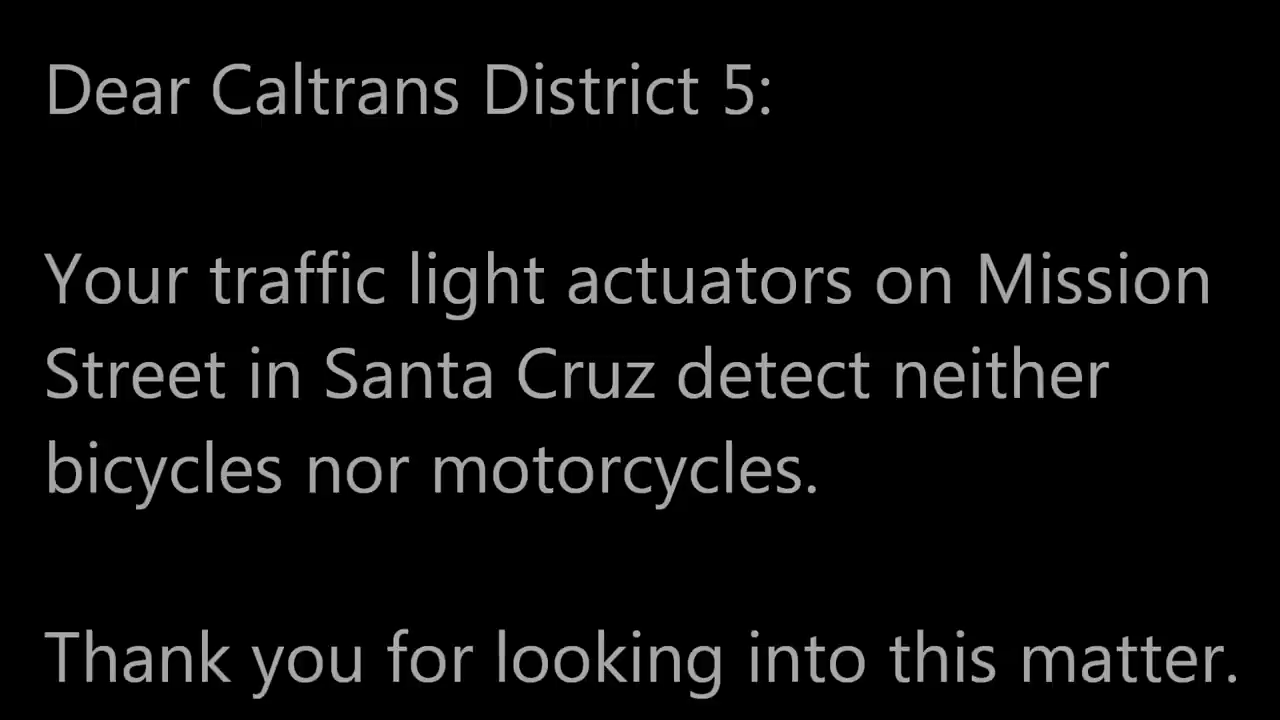 Dear Caltrans District 5:
Your traffic light actuators on Mission
Street in Santa Cruz detect neither
bicycles nor motorcycles.
Thank you for looking into this matter.